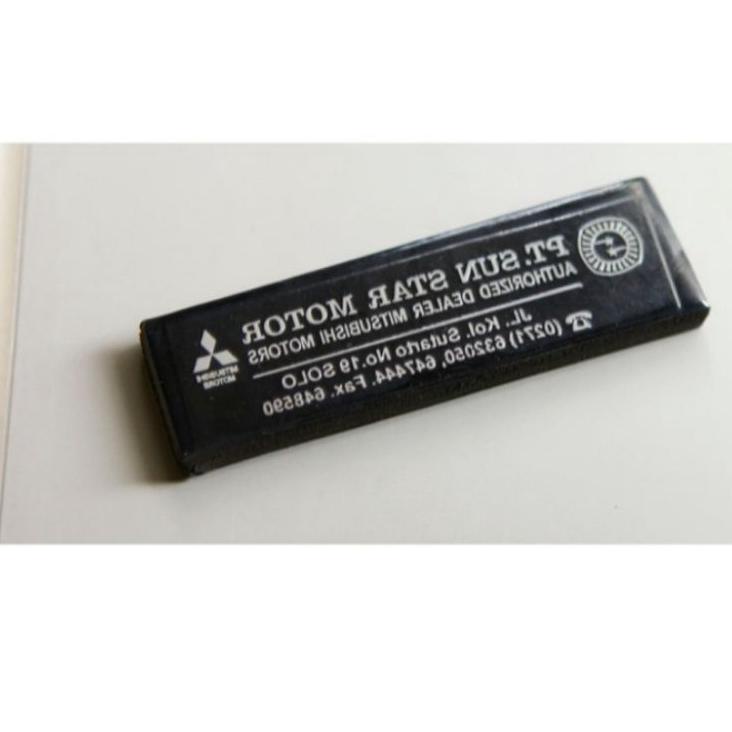 PT. SUN STAR MOTOR
AUTHORIZED DEALER MITSUBISHI MOTORS
JL. Kol. Sutarto No.19 SOLO
☎ (0271) 632050, 647444. Fax. 648590
MITSUBISHI
MOTORS